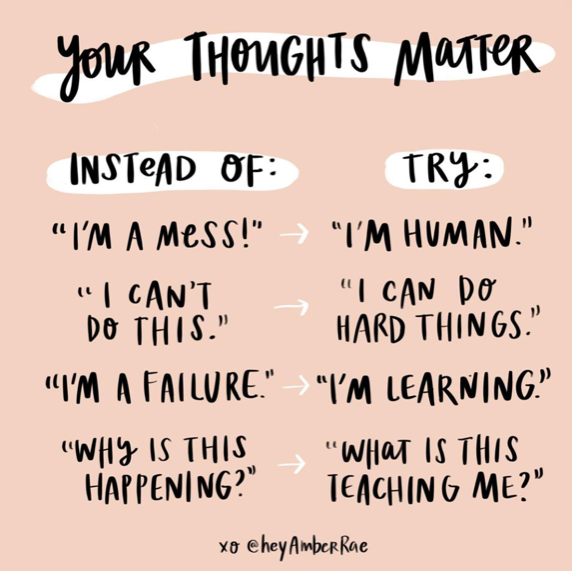 Your THOUGHTS MATTER
INSTEAD OF:
TRY:
"I'M A MESS!" → "I'M HUMAN."
"I CAN'T
DO THIS." → "I CAN DO
HARD THINGS."
"I'M A FAILURE." → "I'M LEARNING."
"WHY IS THIS
HAPPENING?" → "WHAT IS THIS
TEACHING ME?"
xo @heyAmberRae